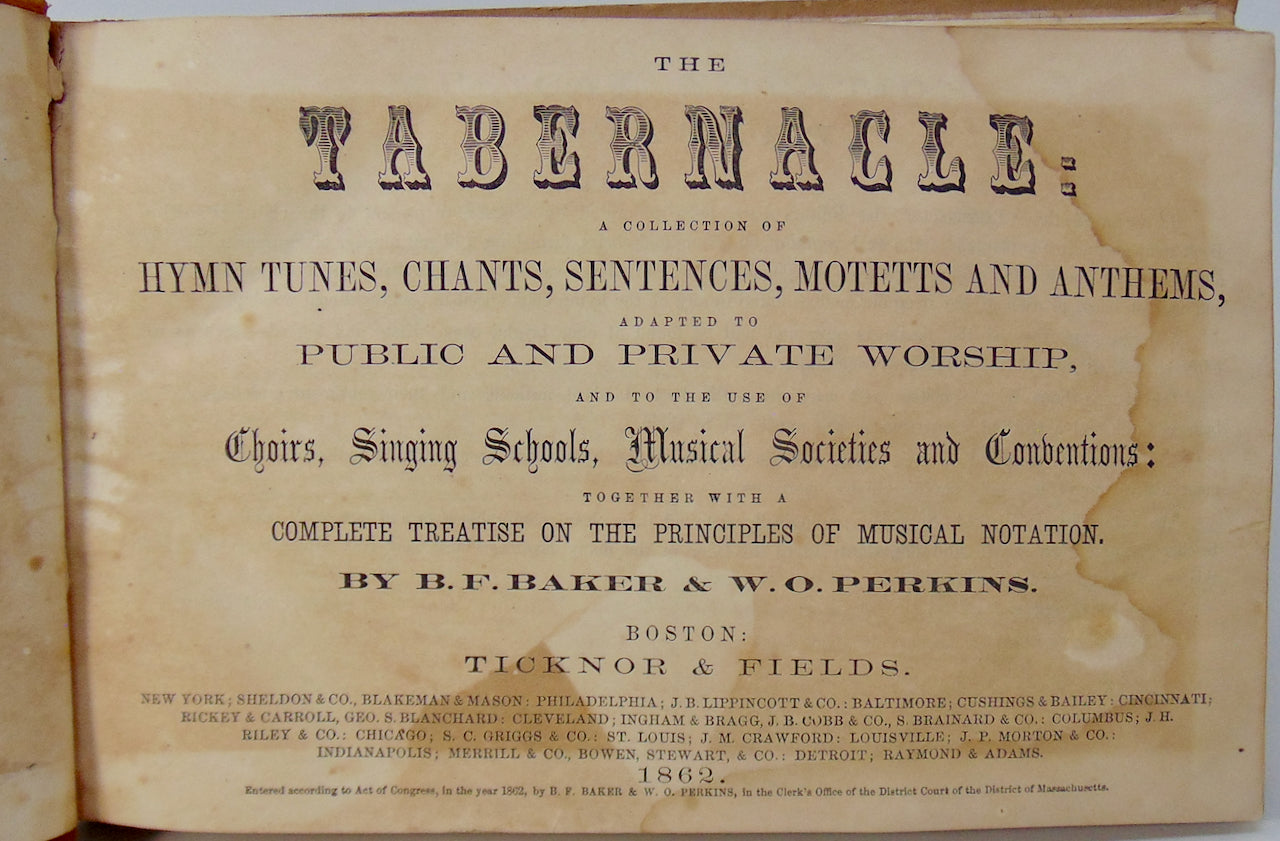 THE
TABERNACLE:
A COLLECTION OF
HYMN TUNES, CHANTS, SENTENCES, MOTETTS AND ANTHEMS,
ADAPTED TO
PUBLIC AND PRIVATE WORSHIP,
AND TO THE USE OF
Choirs, Singing Schools, Musical Societies and Conventions:
TOGETHER WITH A
COMPLETE TREATISE ON THE PRINCIPLES OF MUSICAL NOTATION.
BY B. F. BAKER & W. O. PERKINS.
BOSTON:
TICKNOR & FIELDS.
NEW YORK; SHELDON & CO., BLAKEMAN & MASON: PHILADELPHIA; J. B. LIPPINCOTT & CO.: BALTIMORE; CUSHINGS & BAILEY: CINCINNATI;
RICKEY & CARROLL, GEO. S. BLANCHARD: CLEVELAND; INGHAM & BRAGG, J. B. COBB & CO., S. BRAINARD & CO.: COLUMBUS; J. H.
RILEY & CO.: CHICAGO; S. C. GRIGGS & CO.: ST. LOUIS; J. M. CRAWFORD: LOUISVILLE; J. P. MORTON & CO.:
INDIANAPOLIS; MERRILL & CO., BOWEN, STEWART, & CO.: DETROIT; RAYMOND & ADAMS.
1862.
Entered according to Act of Congress, in the year 1862, by B. F. BAKER & W. O. PERKINS, in the Clerk's Office of the District Court of the District of Massachusetts.